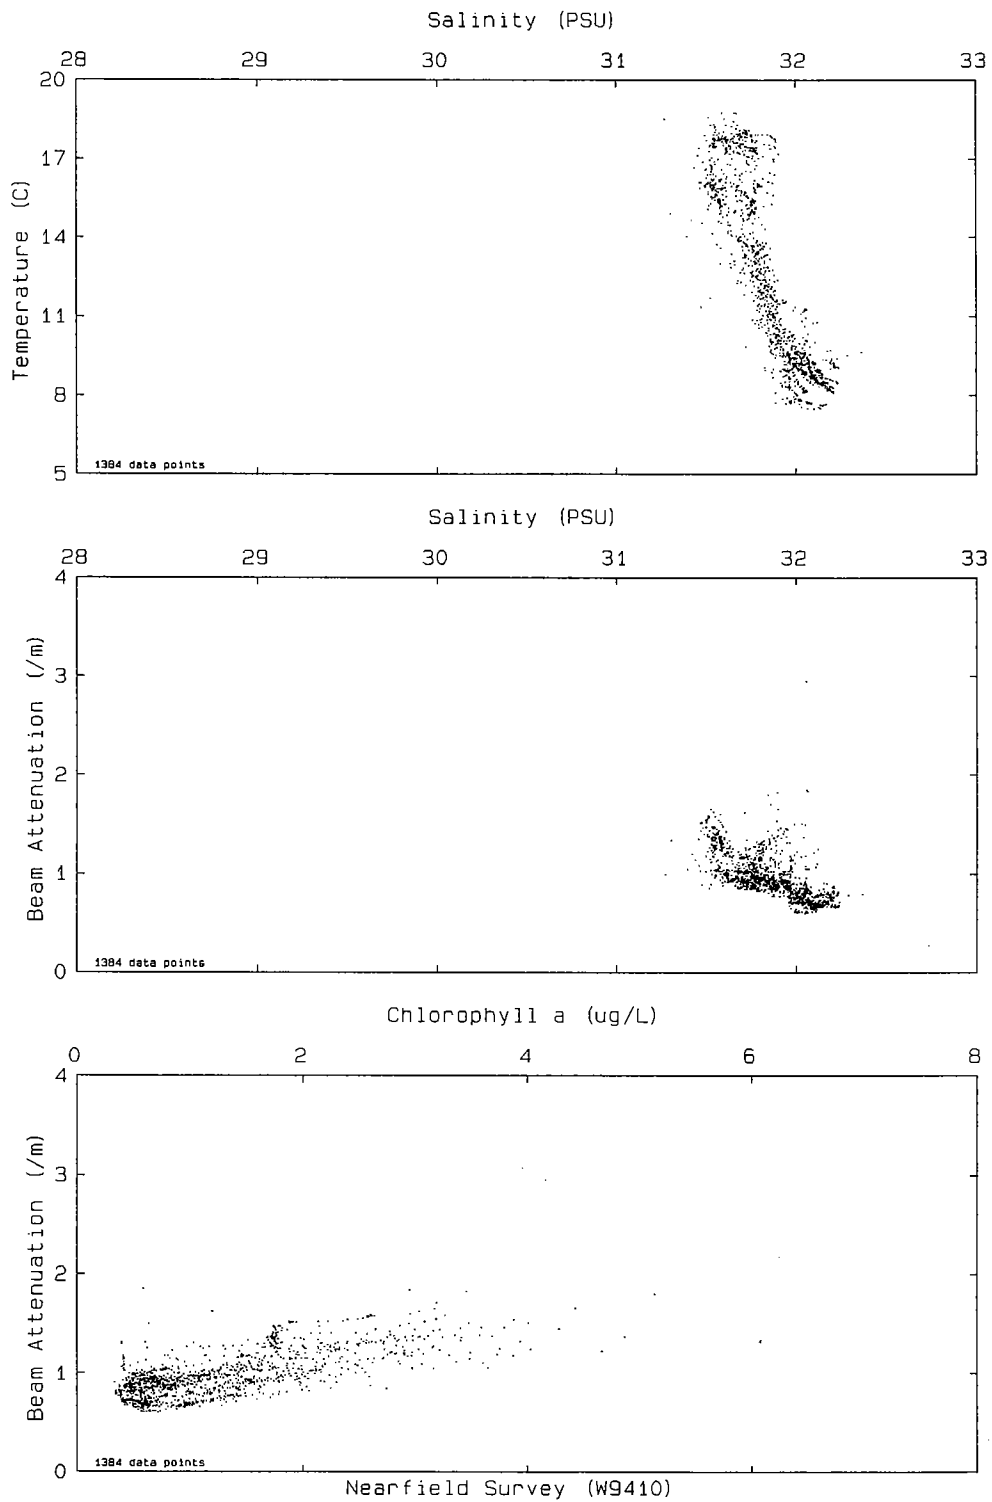 Salinity (PSU)
28 29 30 31 32 33
20
17
14
11
8
5
Temperature (C)
1384 data points
Salinity (PSU)
28 29 30 31 32 33
4
3
2
1
0
Beam Attenuation (/m)
1384 data points
Chlorophyll a (ug/L)
0 2 4 6 8
4
3
2
1
0
Beam Attenuation (/m)
1384 data points
Nearfield Survey (W9410)